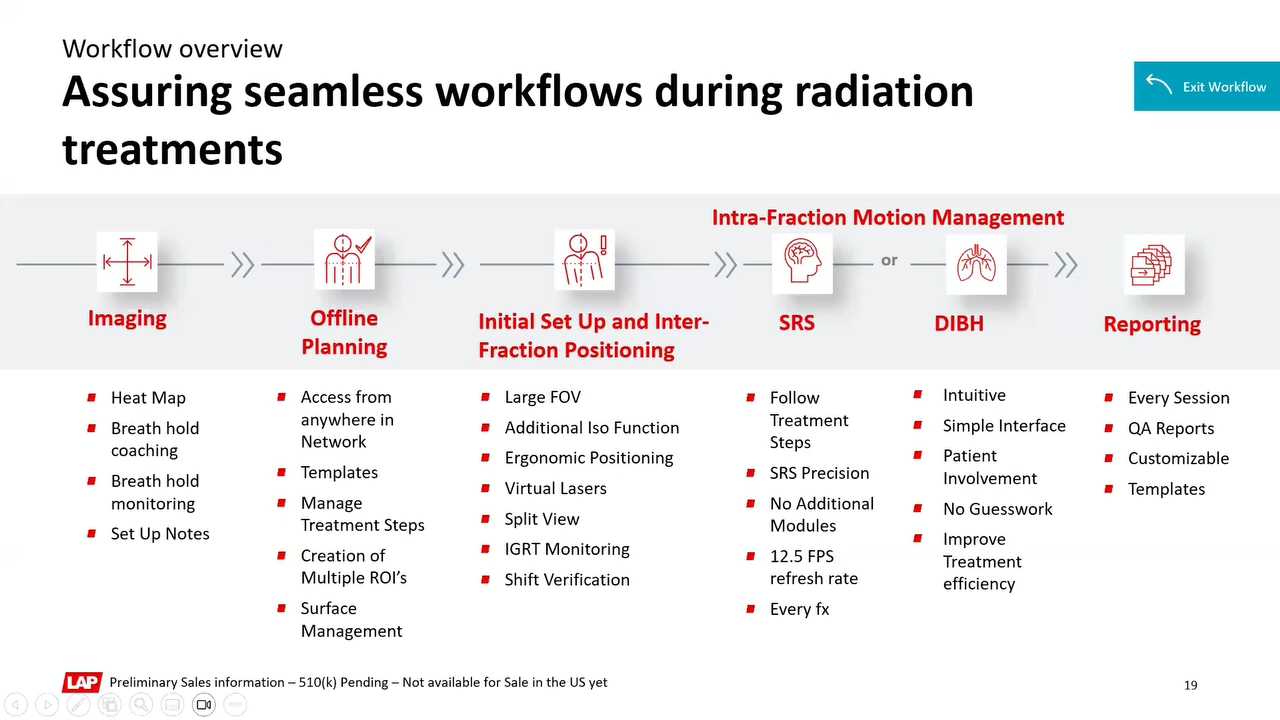 Workflow overview
Assuring seamless workflows during radiation
treatments
Exit Workflow
Intra-Fraction Motion Management
or
Imaging
Offline
Planning
Initial Set Up and Inter-
Fraction Positioning
SRS
DIBH
Reporting
Heat Map
Breath hold
coaching
Breath hold
monitoring
Set Up Notes
Access from
anywhere in
Network
Templates
Manage
Treatment Steps
Creation of
Multiple ROI’s
Surface
Management
Large FOV
Additional Iso Function
Ergonomic Positioning
Virtual Lasers
Split View
IGRT Monitoring
Shift Verification
Follow
Treatment
Steps
SRS Precision
No Additional
Modules
12.5 FPS
refresh rate
Every fx
Intuitive
Simple Interface
Patient
Involvement
No Guesswork
Improve
Treatment
efficiency
Every Session
QA Reports
Customizable
Templates
LAP
Preliminary Sales information – 510(k) Pending – Not available for Sale in the US yet
19